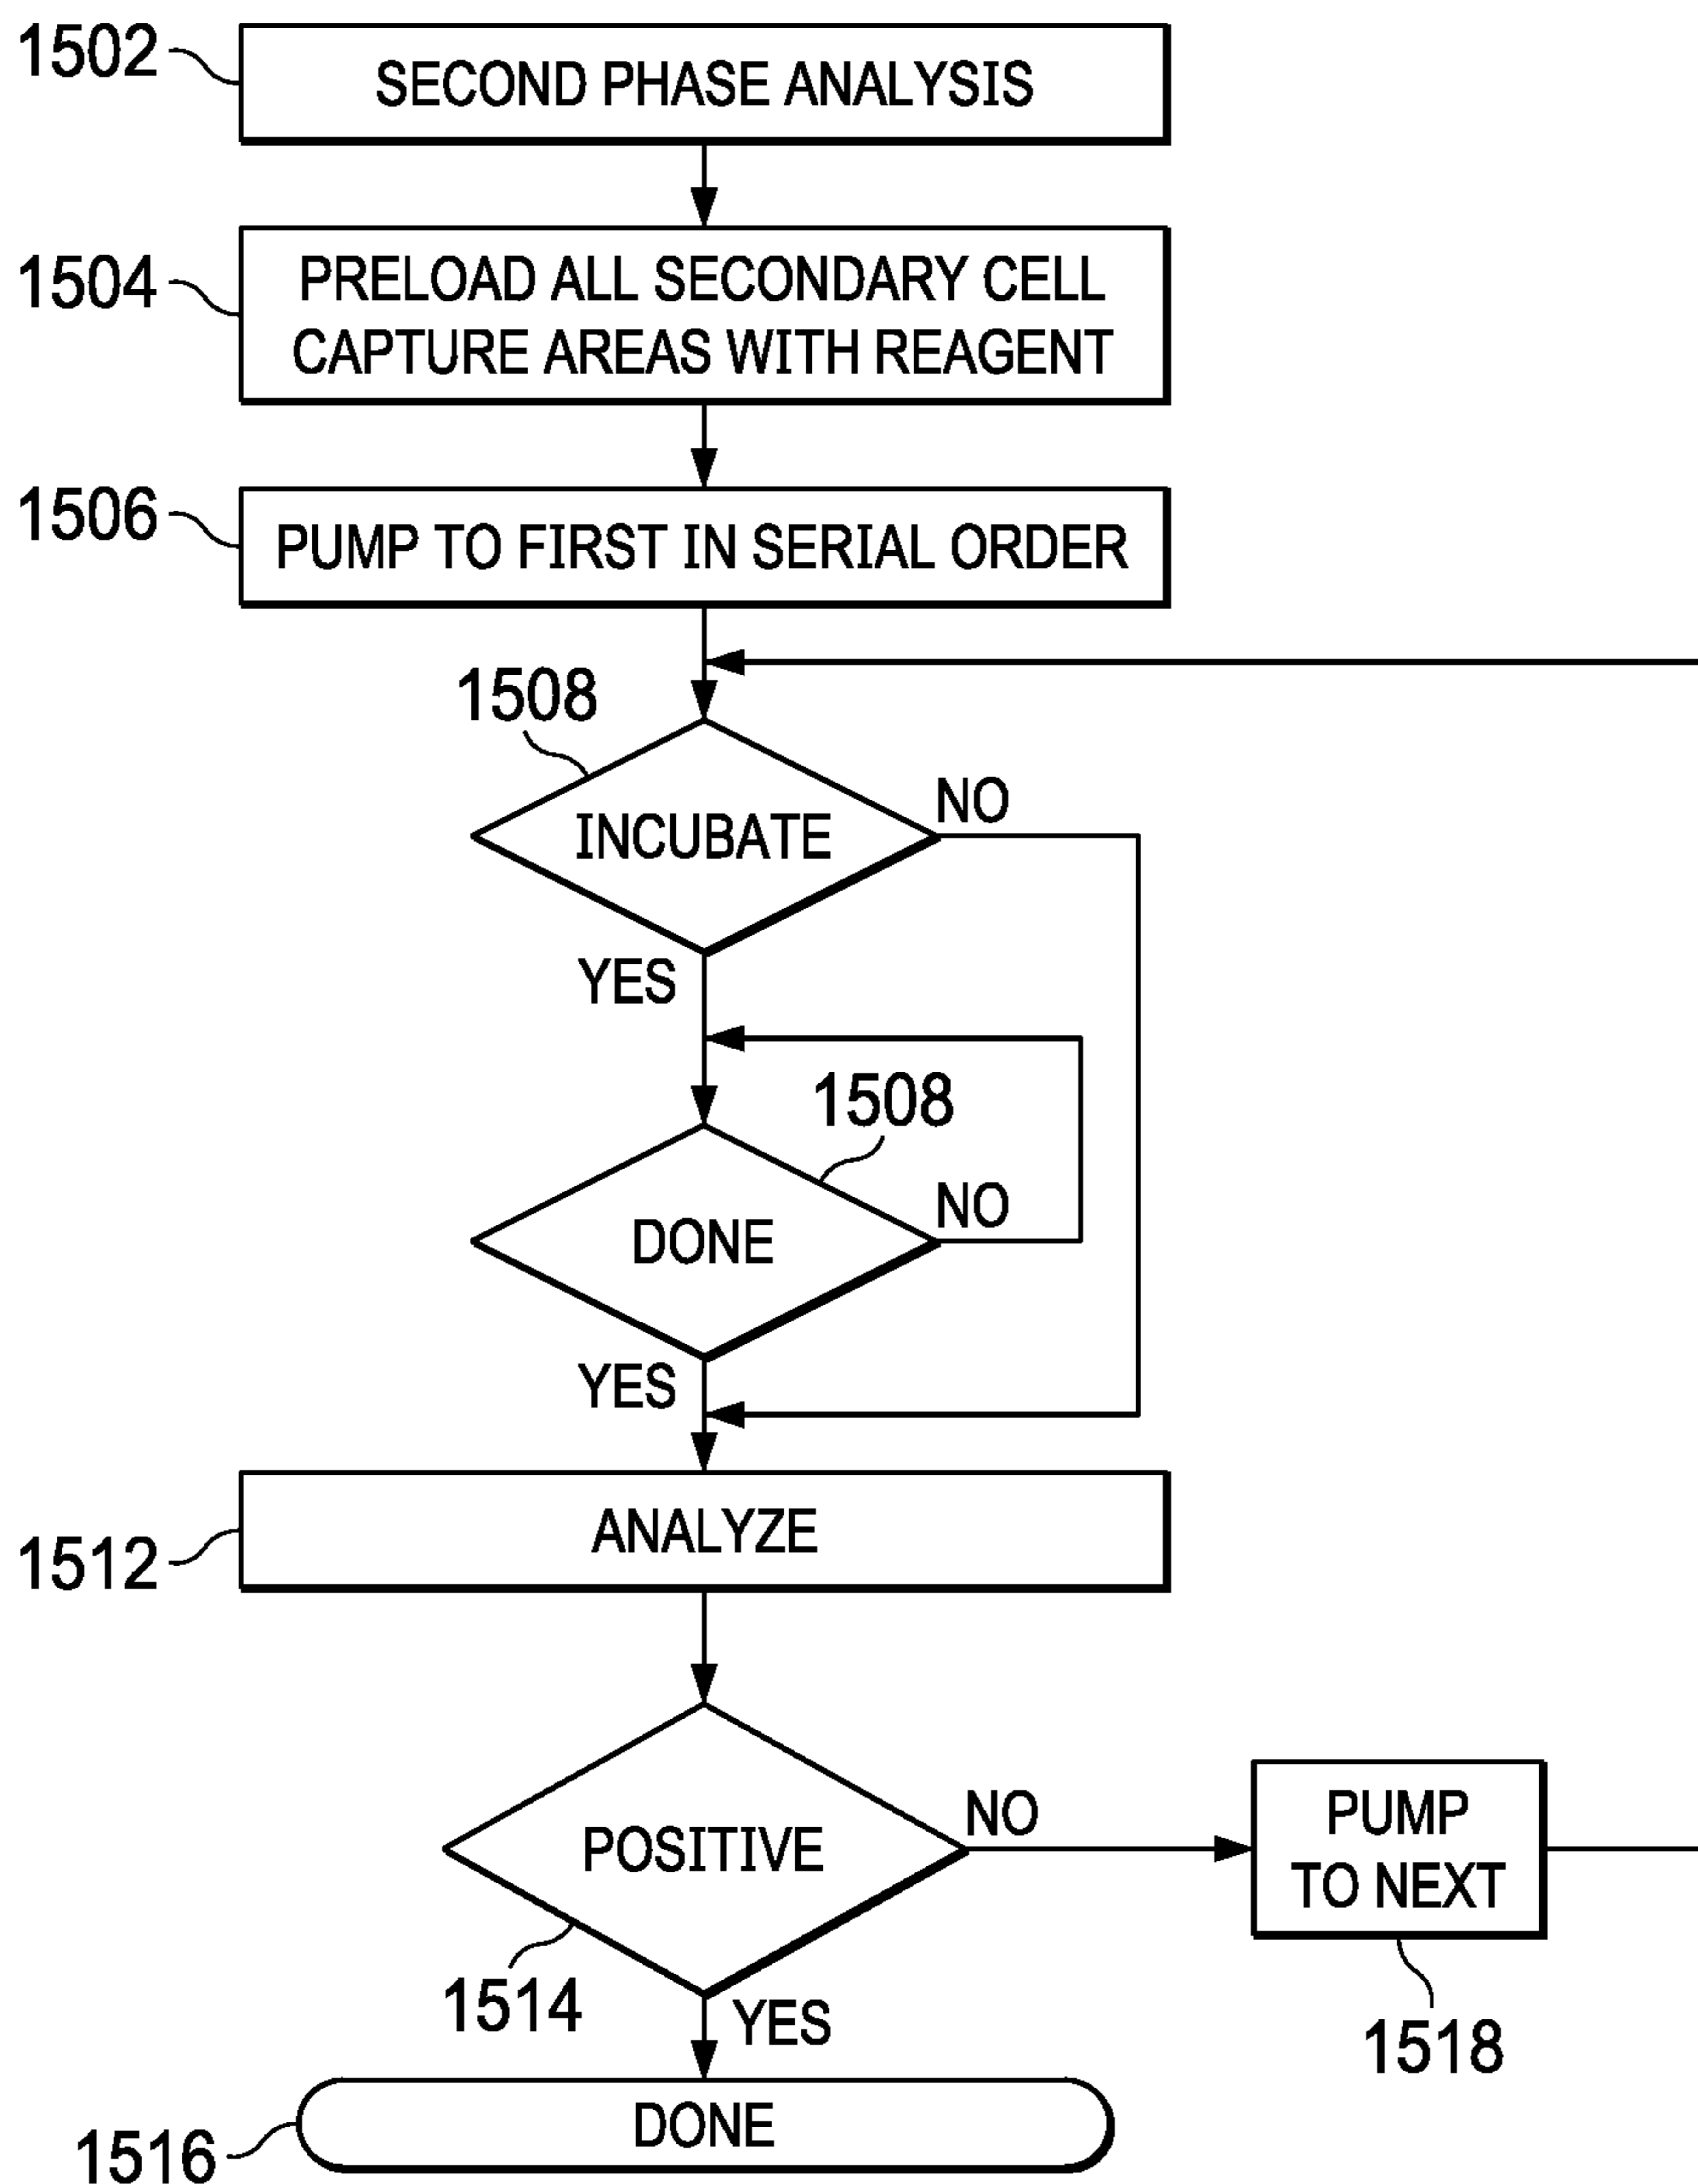 1502
SECOND PHASE ANALYSIS
1504
PRELOAD ALL SECONDARY CELL
CAPTURE AREAS WITH REAGENT
1506
PUMP TO FIRST IN SERIAL ORDER
1508
INCUBATE
NO
YES
1508
DONE
NO
YES
1512
ANALYZE
POSITIVE
NO
PUMP
TO NEXT
1514
YES
1518
DONE
1516